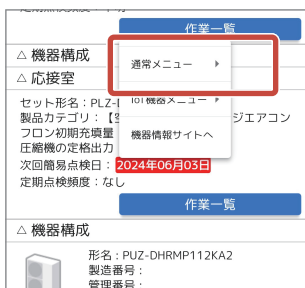 作業一覧
△ 機器構成
通常メニュー
△ 応接室
セット形名：PLZ-
IoT機器メニュー
製品カテゴリ：【 ジエアコン
フロン初期充填量
機器情報サイトへ
圧縮機の定格出力
次回簡易点検日：2024年06月03日
定期点検頻度：なし
作業一覧
△ 機器構成
形名：PUZ-DHRMP112KA2
製造番号：
管理番号：